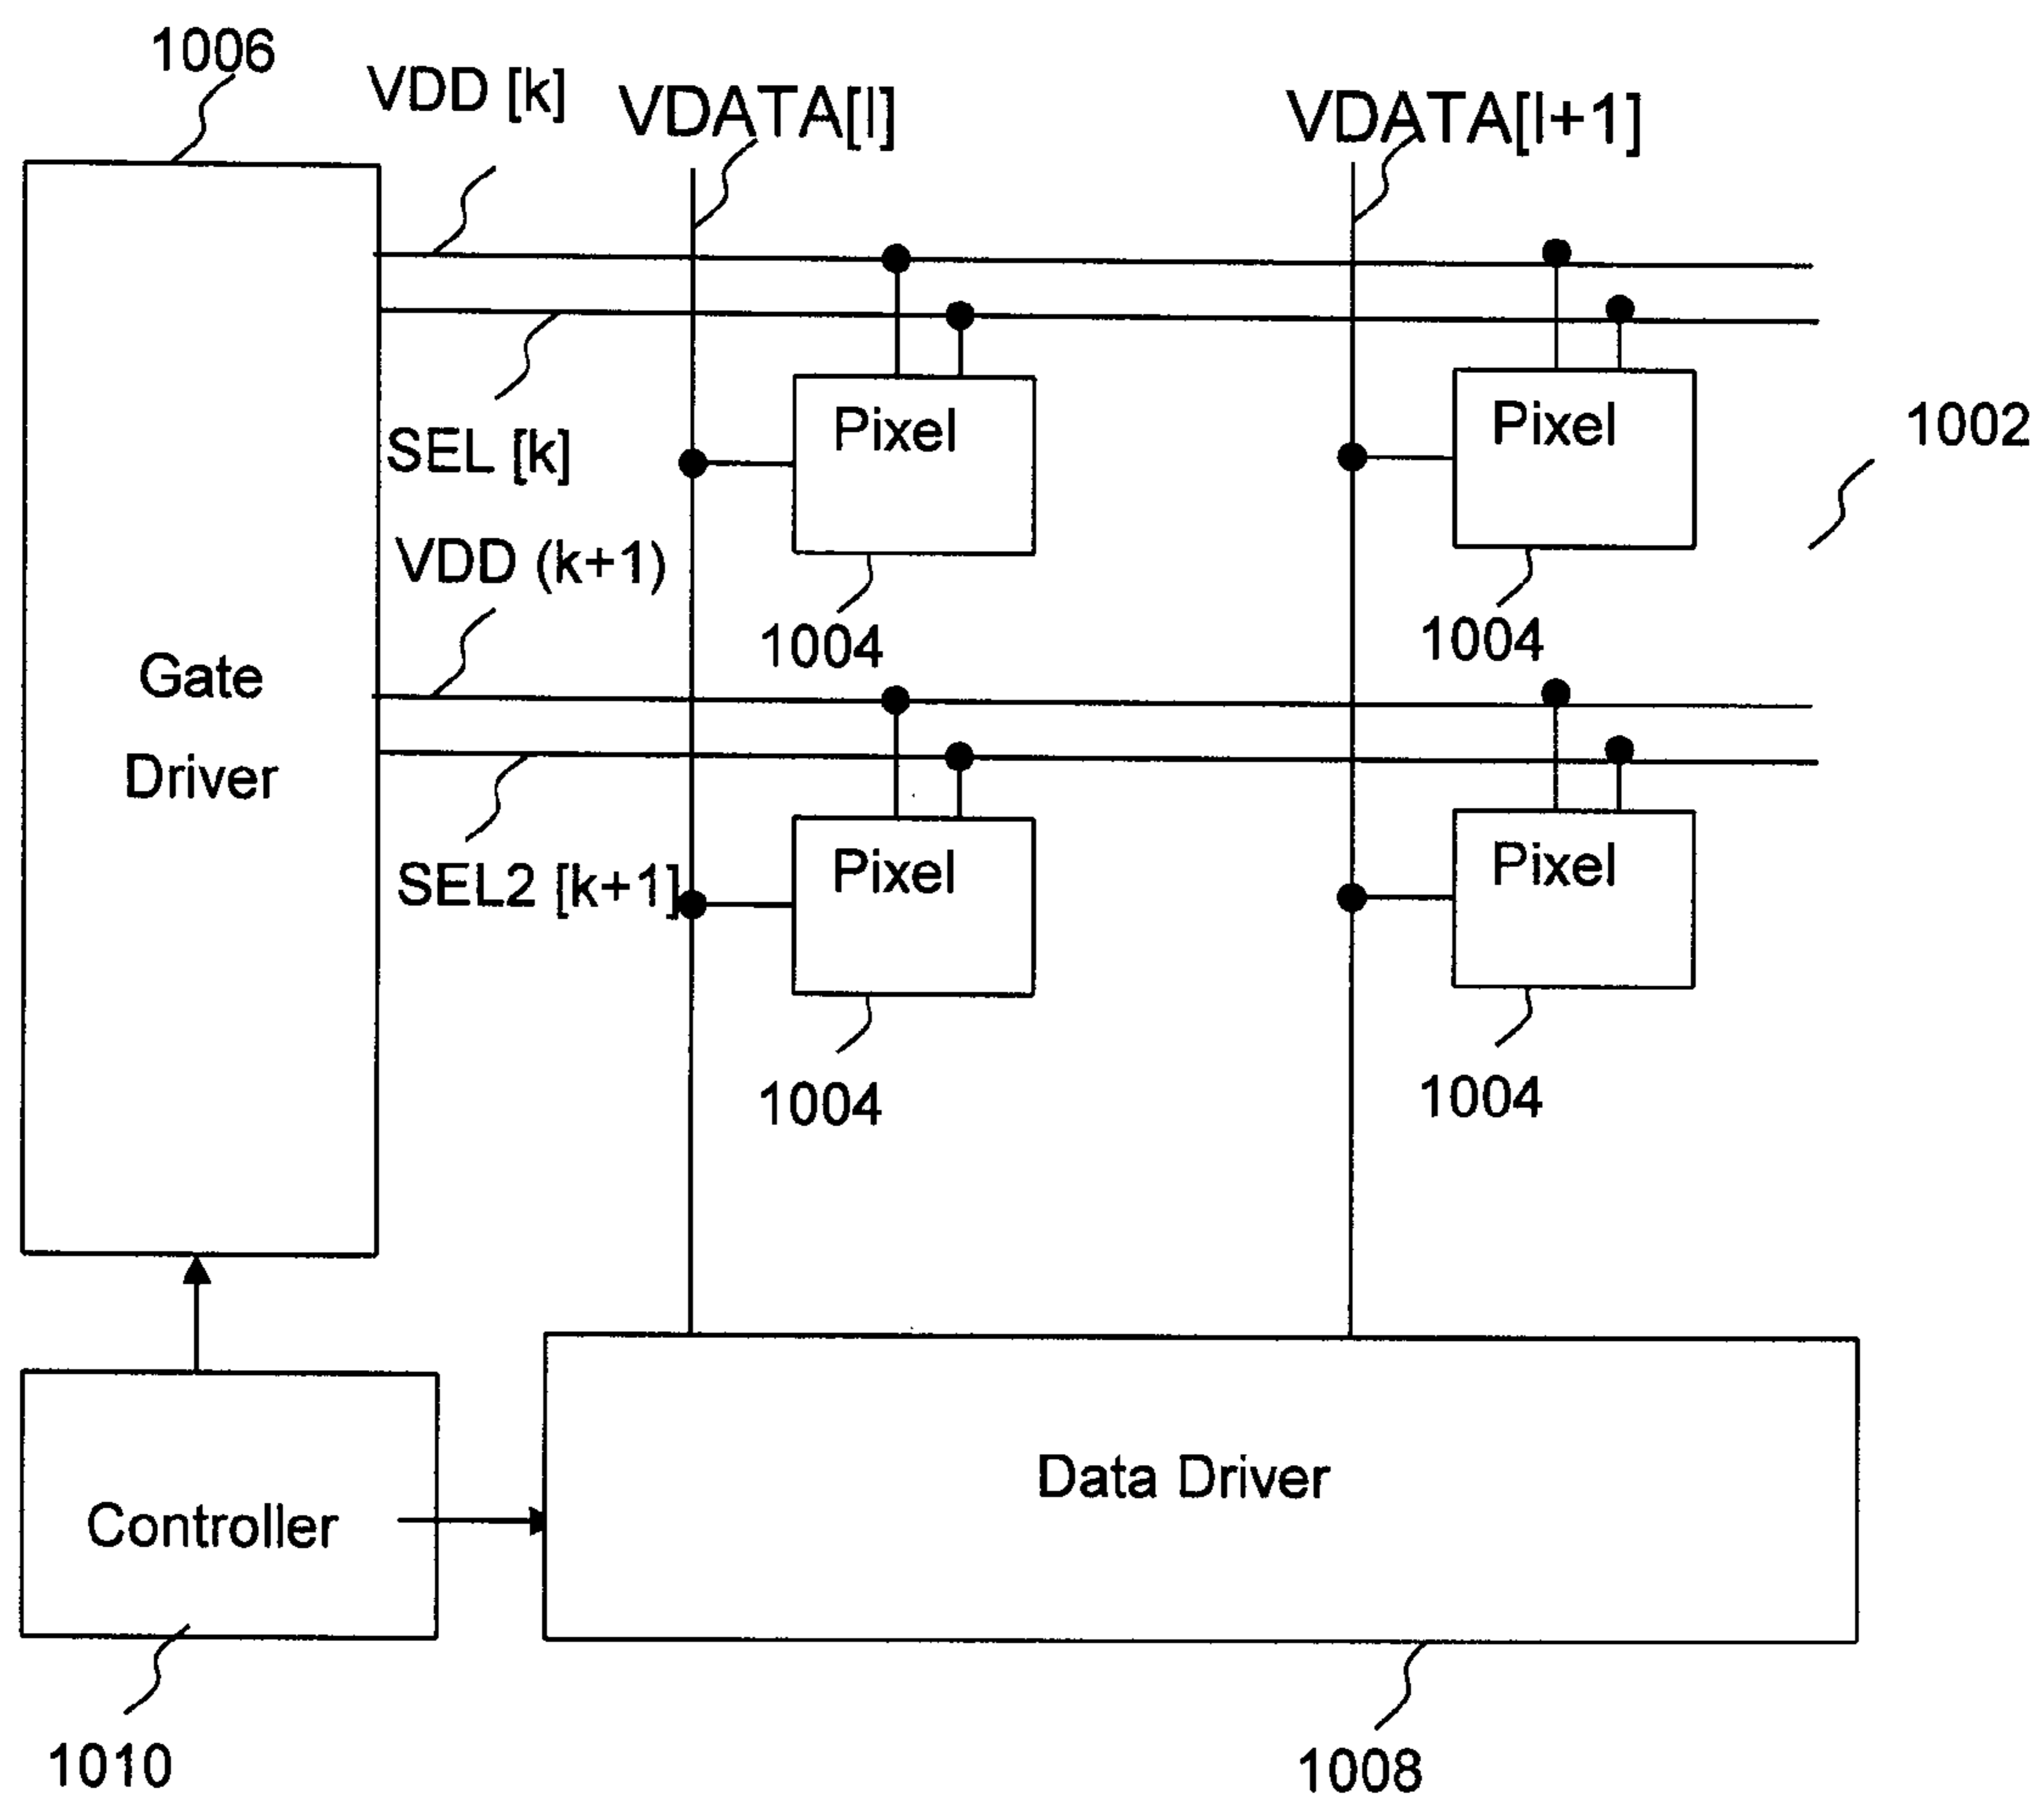 1006
VDD [k]
VDATA[l]
VDATA[l+1]
SEL [k]
Pixel
Pixel
1002
VDD (k+1)
1004
1004
Gate
Driver
SEL2 [k+1]
Pixel
Pixel
1004
1004
Controller
Data Driver
1010
1008